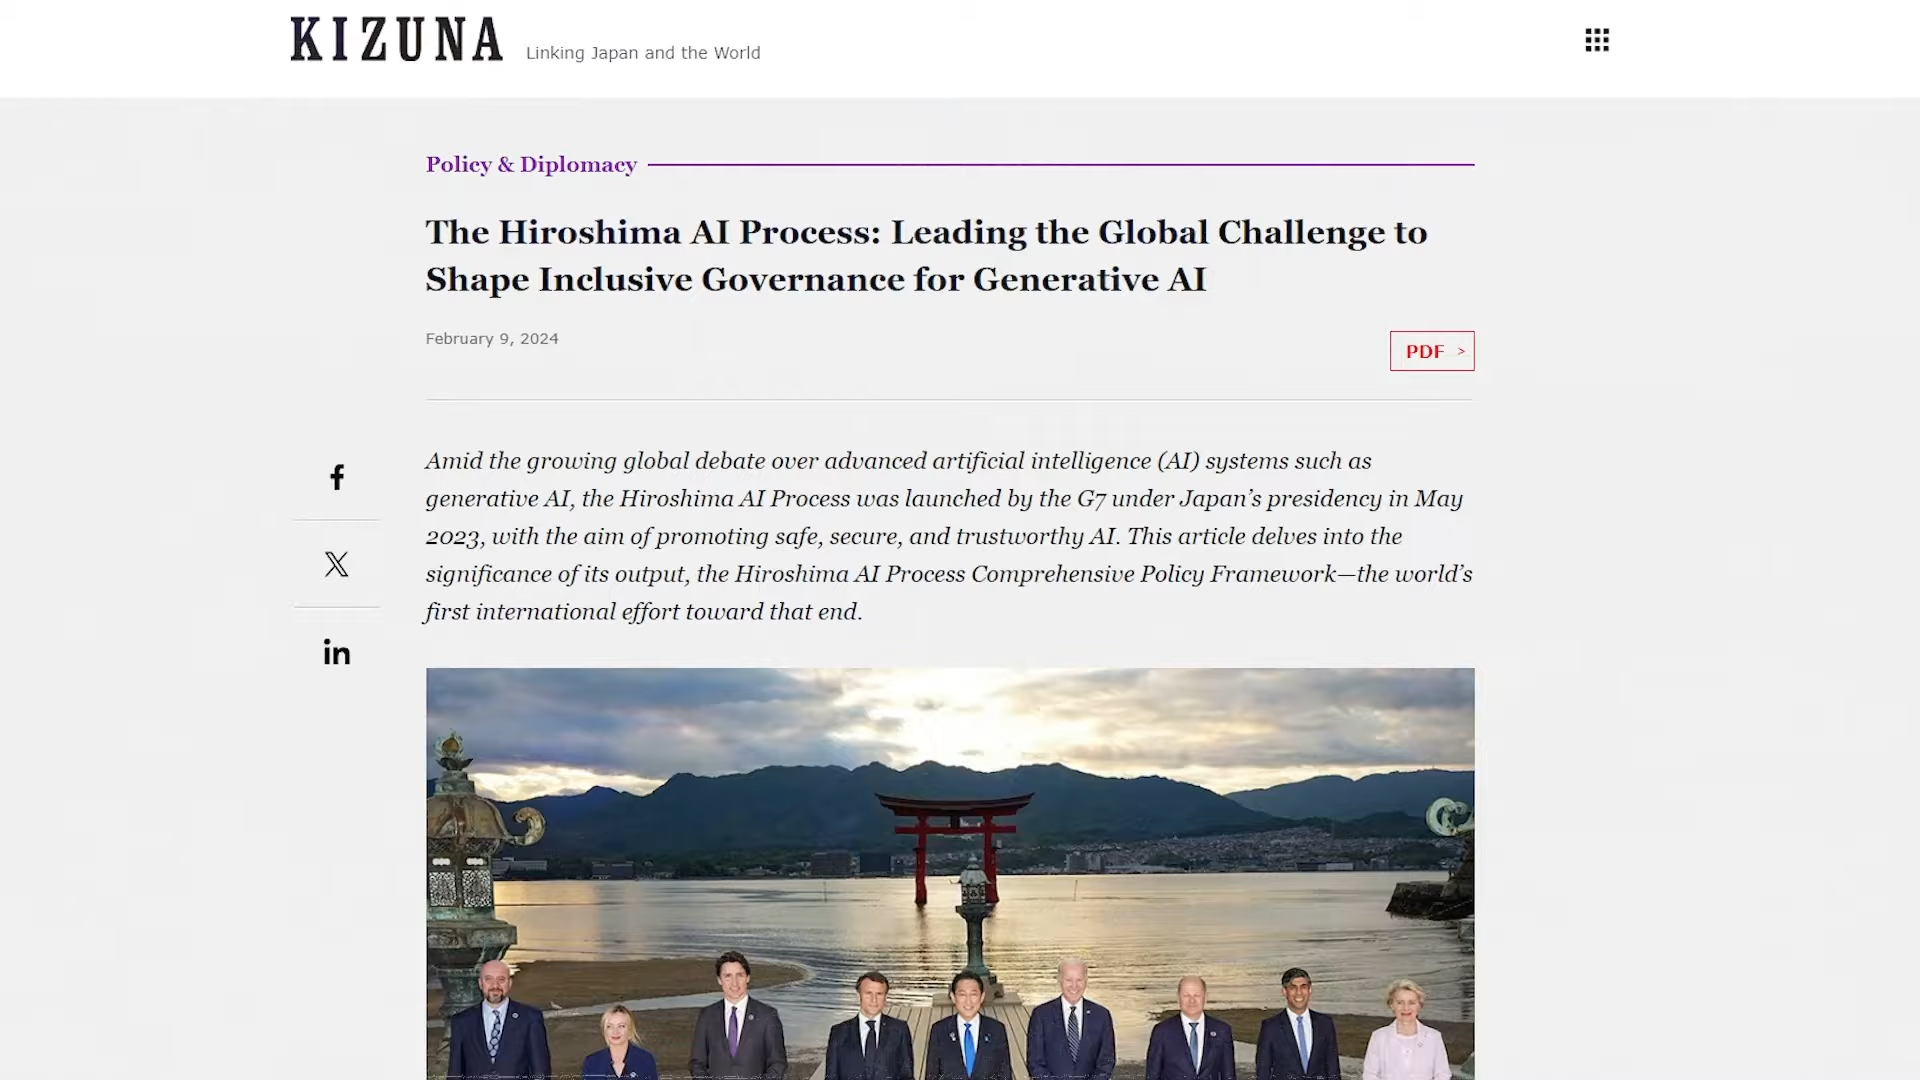 KIZUNA
Linking Japan and the World
Policy & Diplomacy
The Hiroshima AI Process: Leading the Global Challenge to
Shape Inclusive Governance for Generative AI
February 9, 2024
PDF >
Amid the growing global debate over advanced artificial intelligence (AI) systems such as
generative AI, the Hiroshima AI Process was launched by the G7 under Japan’s presidency in May
2023, with the aim of promoting safe, secure, and trustworthy AI. This article delves into the
significance of its output, the Hiroshima AI Process Comprehensive Policy Framework—the world’s
first international effort toward that end.